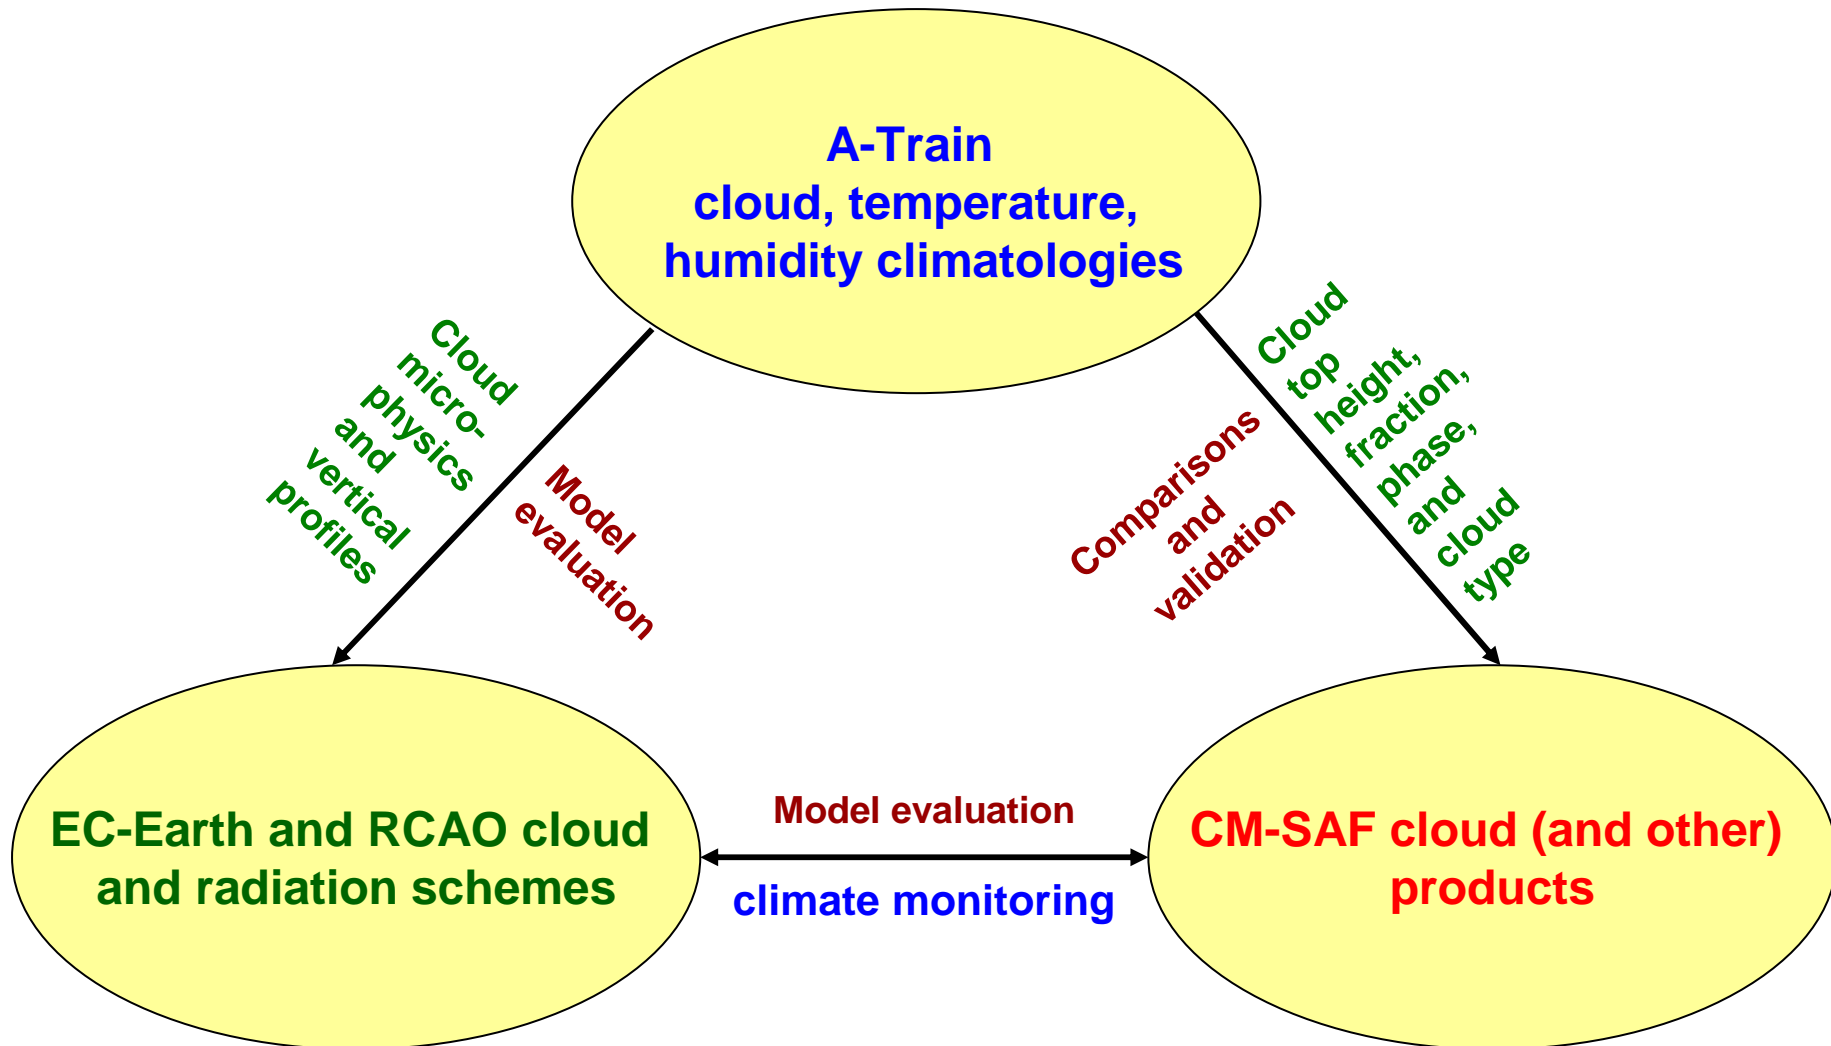 A-Train
cloud, temperature,
humidity climatologies
Cloud
micro-
physics
and
vertical
profiles
Model
evaluation
Comparisons
and
validation
Cloud
top
height,
fraction,
phase,
and
cloud
type
EC-Earth and RCAO cloud
and radiation schemes
Model evaluation
climate monitoring
CM-SAF cloud (and other)
products